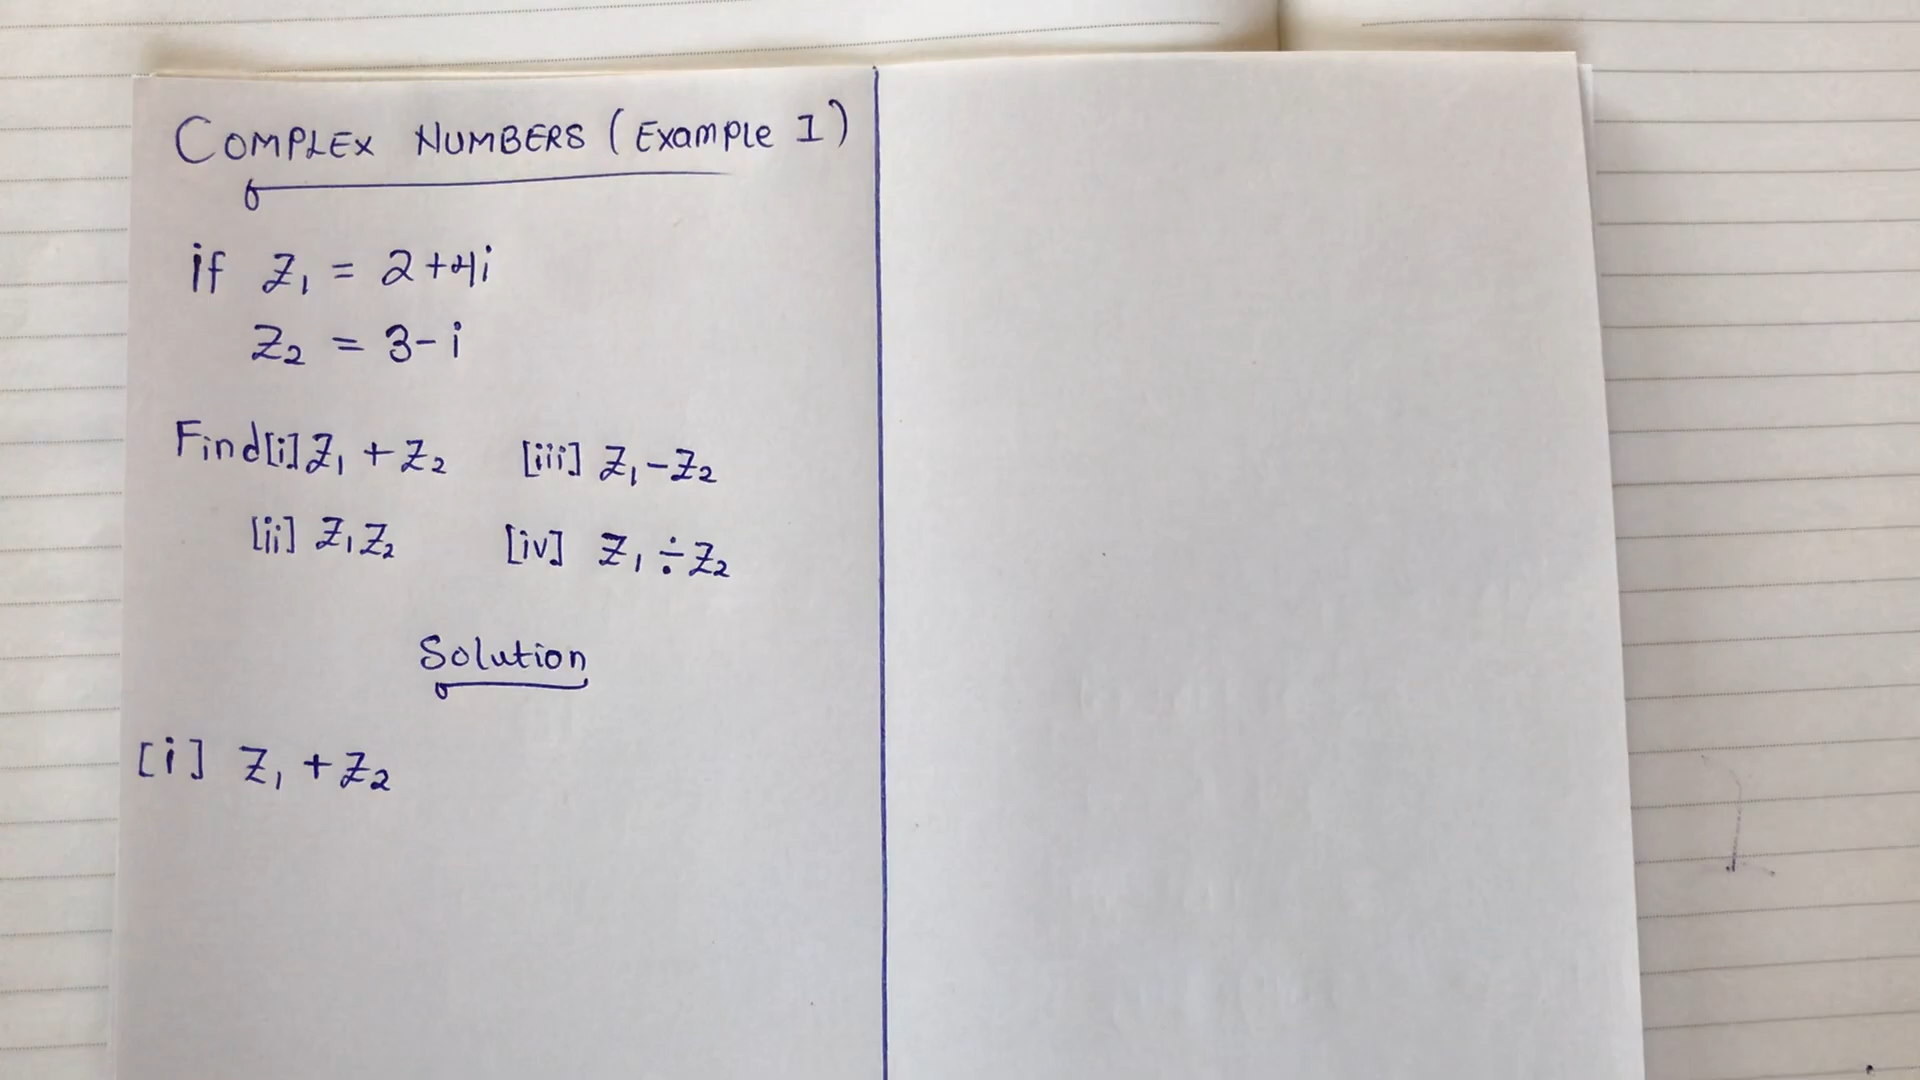 COMPLEX NUMBERS (Example 1)
if Z₁ = 2+4i
Z₂ = 3-i
Find[i] Z₁ + Z₂ [iii] Z₁-Z₂
[ii] Z₁Z₂ [iv] Z₁ ÷ Z₂
Solution
[i] Z₁ + Z₂